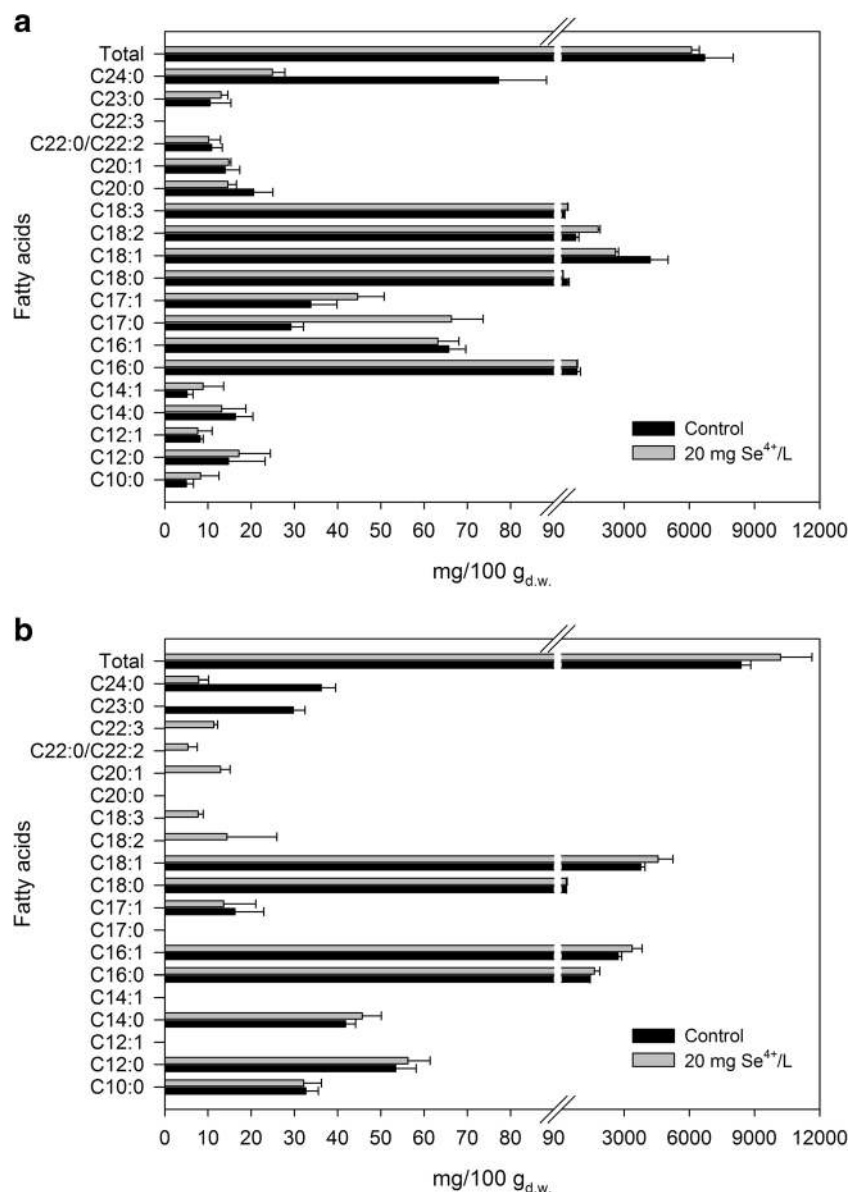 a
Total
C24:0
C23:0
C22:3
C22:0/C22:2
C20:1
C20:0
C18:3
C18:2
C18:1
C18:0
C17:1
C17:0
C16:1
C16:0
C14:1
C14:0
C12:1
C12:0
C10:0
Fatty acids
Control
20 mg Se⁴⁺/L
0 10 20 30 40 50 60 70 80 90 3000 6000 9000 12000
mg/100 g_d.w.
b
Total
C24:0
C23:0
C22:3
C22:0/C22:2
C20:1
C20:0
C18:3
C18:2
C18:1
C18:0
C17:1
C17:0
C16:1
C16:0
C14:1
C14:0
C12:1
C12:0
C10:0
Fatty acids
Control
20 mg Se⁴⁺/L
0 10 20 30 40 50 60 70 80 90 3000 6000 9000 12000
mg/100 g_d.w.